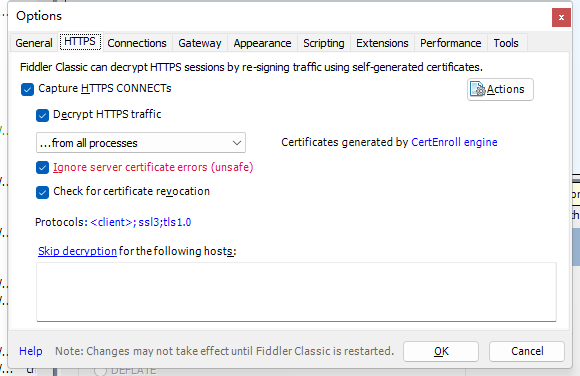 Options
General HTTPS Connections Gateway Appearance Scripting Extensions Performance Tools
Fiddler Classic can decrypt HTTPS sessions by re-signing traffic using self-generated certificates.
Capture HTTPS CONNECTs
Actions
Decrypt HTTPS traffic
...from all processes
Certificates generated by CertEnroll engine
Ignore server certificate errors (unsafe)
Check for certificate revocation
Protocols: <client>; ssl3;tls1.0
Skip decryption for the following hosts:
Help Note: Changes may not take effect until Fiddler Classic is restarted. OK Cancel
DEFLATE